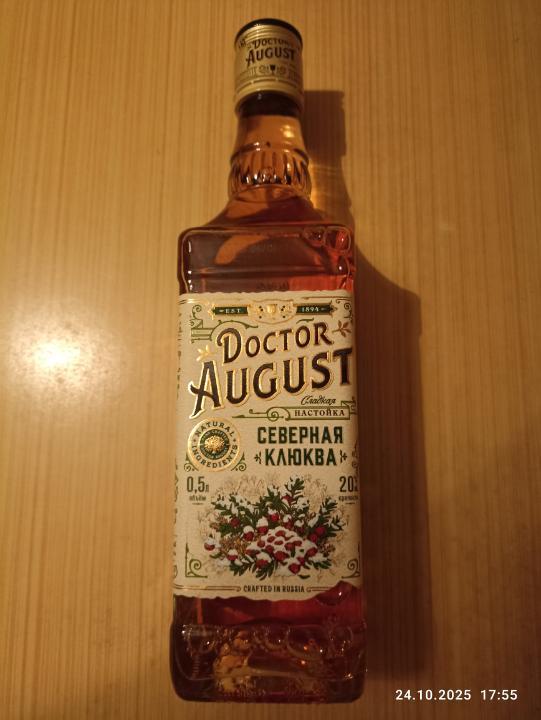 DOCTOR
AUGUST
EST. 1894
DOCTOR
AUGUST
Сладкая
НАСТОЙКА
NATURAL
INGREDIENTS
СЕВЕРНАЯ
КЛЮКВА
0,5л
объём
20%
CRAFTED IN RUSSIA
24.10.2025 17:55